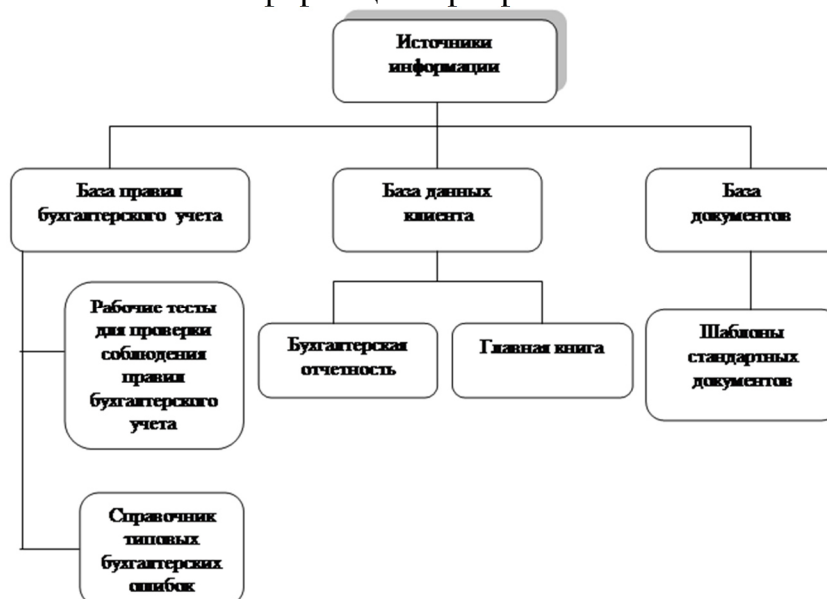 Источники
информации
База правил
бухгалтерского учета
База данных
клиента
База
документов
Рабочие тесты
для проверки
соблюдения
правил
бухгалтерского
учета
Бухгалтерская
отчетность
Главная книга
Шаблоны
стандартных
документов
Справочник
типовых
бухгалтерских
ошибок